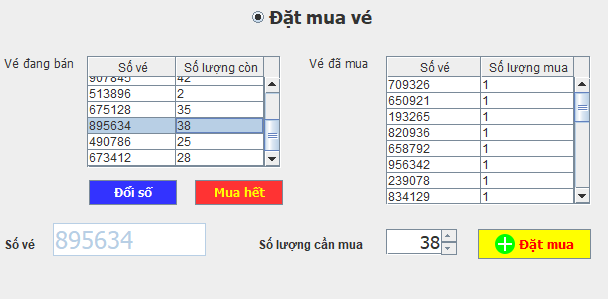 Đặt mua vé
Vé đang bán
Số vé Số lượng còn
907845 42
513896 2
675128 35
895634 38
490786 25
673412 28
Vé đã mua
Số vé Số lượng mua
709326 1
650921 1
193265 1
820936 1
658792 1
956342 1
239078 1
834129 1
Đổi số Mua hết
Số vé 895634 Số lượng cần mua 38 Đặt mua